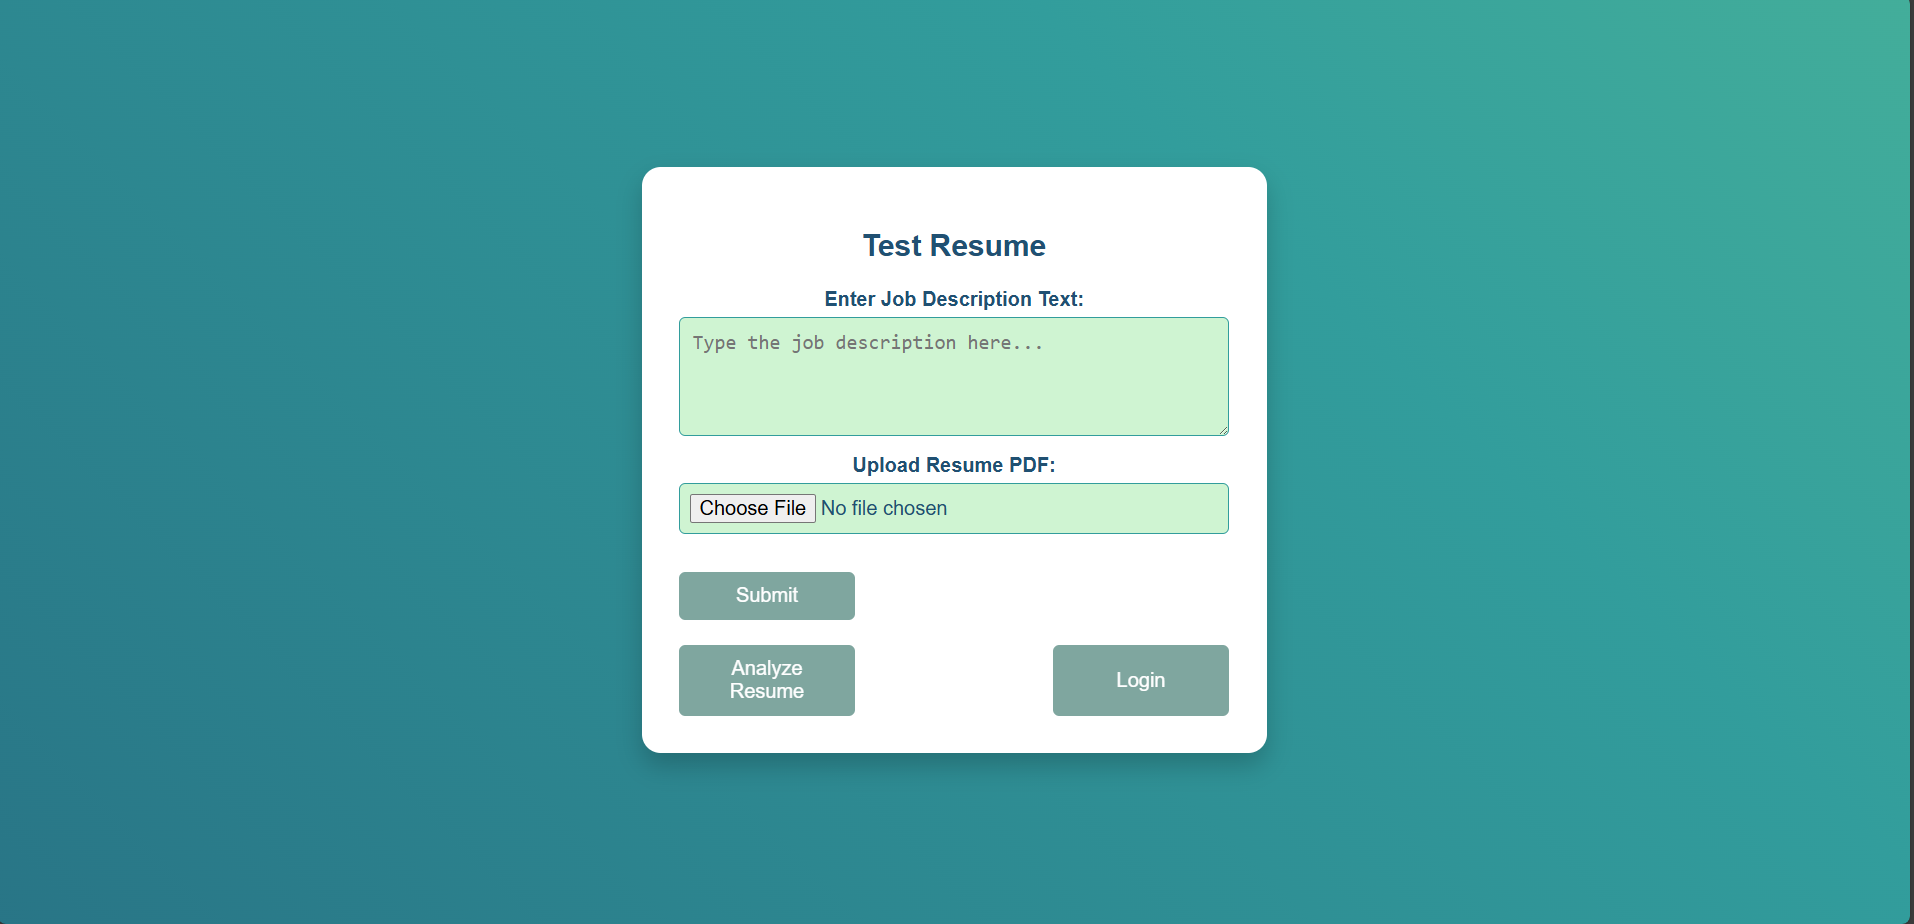 Test Resume
Enter Job Description Text:
Type the job description here...
Upload Resume PDF:
Choose File No file chosen
Submit
Analyze
Resume
Login